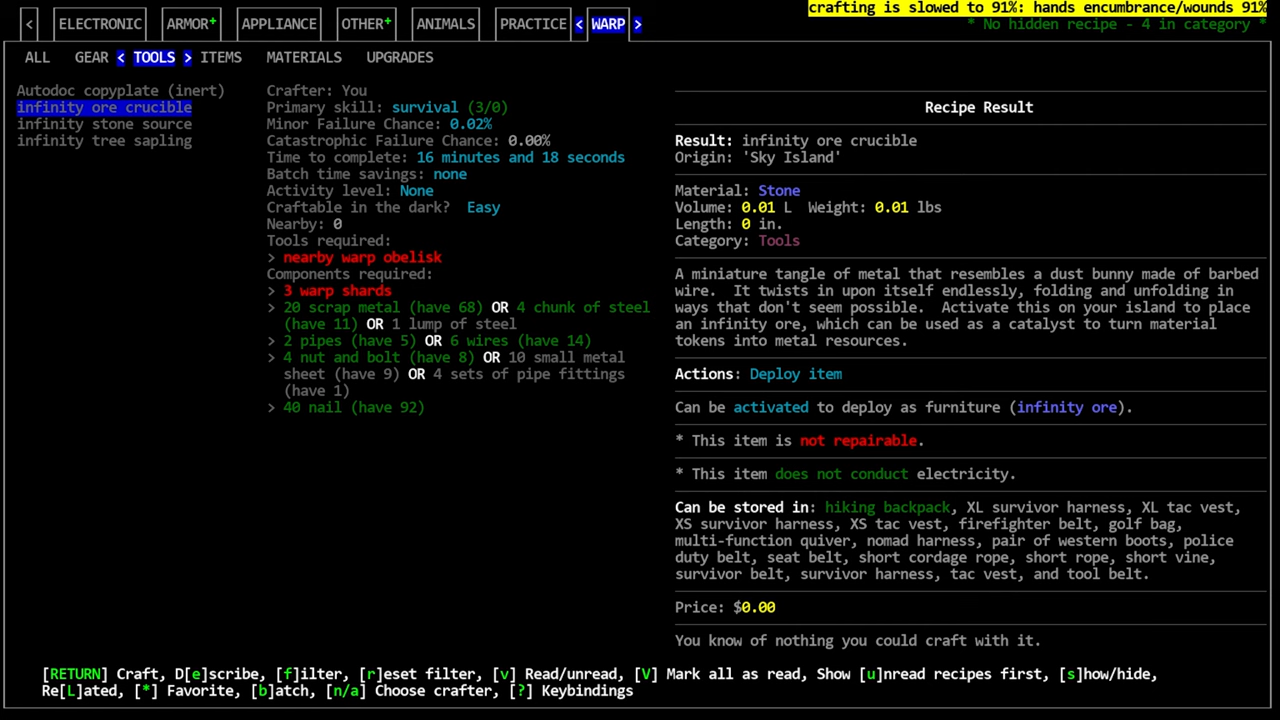 crafting is slowed to 91%: hands encumbrance/wounds 91%
< ELECTRONIC ARMOR+ APPLIANCE OTHER+ ANIMALS PRACTICE < WARP >
* No hidden recipe - 4 in category *
ALL GEAR < TOOLS > ITEMS MATERIALS UPGRADES
Autodoc copyplate (inert)
infinity ore crucible
infinity stone source
infinity tree sapling
Crafter: You
Primary skill: survival (3/0)
Minor Failure Chance: 0.02%
Catastrophic Failure Chance: 0.00%
Time to complete: 16 minutes and 18 seconds
Batch time savings: none
Activity level: None
Craftable in the dark? Easy
Nearby: 0
Tools required:
> nearby warp obelisk
Components required:
> 3 warp shards
> 20 scrap metal (have 68) OR 4 chunk of steel
(have 11) OR 1 lump of steel
> 2 pipes (have 5) OR 6 wires (have 14)
> 4 nut and bolt (have 8) OR 10 small metal
sheet (have 9) OR 4 sets of pipe fittings
(have 1)
> 40 nail (have 92)
Recipe Result
Result: infinity ore crucible
Origin: 'Sky Island'
Material: Stone
Volume: 0.01 L Weight: 0.01 lbs
Length: 0 in.
Category: Tools
A miniature tangle of metal that resembles a dust bunny made of barbed
wire. It twists in upon itself endlessly, folding and unfolding in
ways that don't seem possible. Activate this on your island to place
an infinity ore, which can be used as a catalyst to turn material
tokens into metal resources.
Actions: Deploy item
Can be activated to deploy as furniture (infinity ore).
* This item is not repairable.
* This item does not conduct electricity.
Can be stored in: hiking backpack, XL survivor harness, XL tac vest,
XS survivor harness, XS tac vest, firefighter belt, golf bag,
multi-function quiver, nomad harness, pair of western boots, police
duty belt, seat belt, short cordage rope, short rope, short vine,
survivor belt, survivor harness, tac vest, and tool belt.
Price: $0.00
You know of nothing you could craft with it.
[RETURN] Craft, D[e]scribe, [f]ilter, [r]eset filter, [v] Read/unread, [V] Mark all as read, Show [u]nread recipes first, [s]how/hide,
Re[L]ated, [*] Favorite, [b]atch, [n/a] Choose crafter, [?] Keybindings